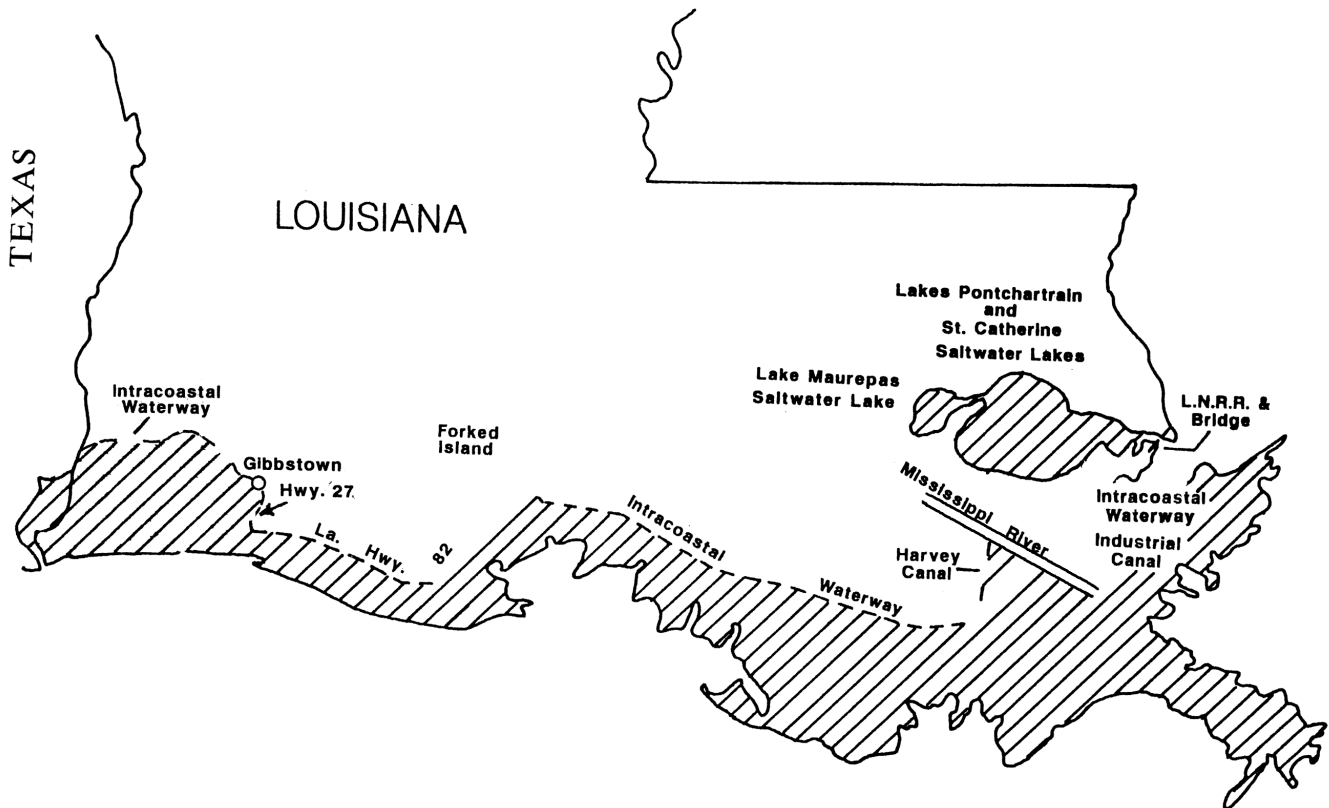 TEXAS
LOUISIANA
Lakes Pontchartrain
and
St. Catherine
Saltwater Lakes
Lake Maurepas
Saltwater Lake
L.N.R.R. &
Bridge
Intracoastal
Waterway
Forked
Island
Gibbstown
Hwy. 27
La. Hwy. 82
Intracoastal Waterway
Mississippi River
Intracoastal
Waterway
Industrial
Canal
Harvey
Canal